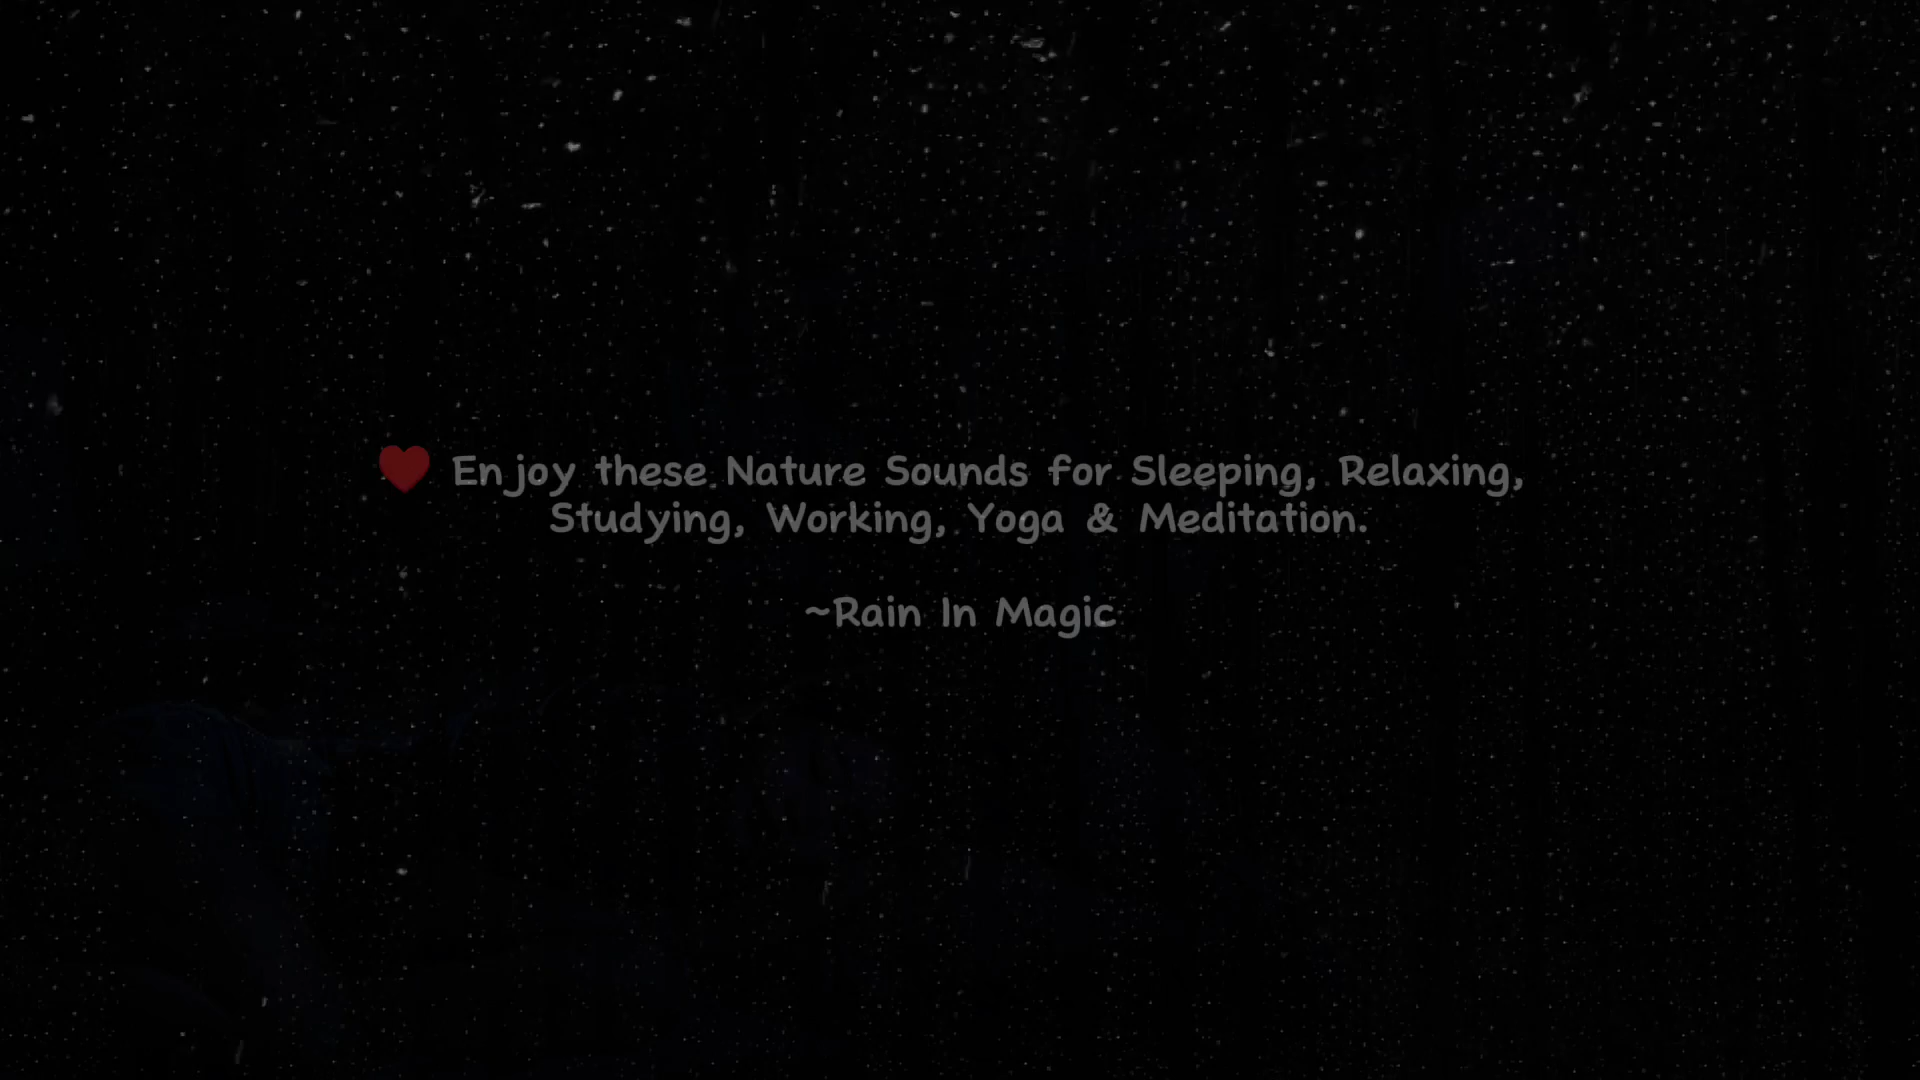 ❤️ Enjoy these Nature Sounds for Sleeping, Relaxing,
Studying, Working, Yoga & Meditation.
~Rain In Magic